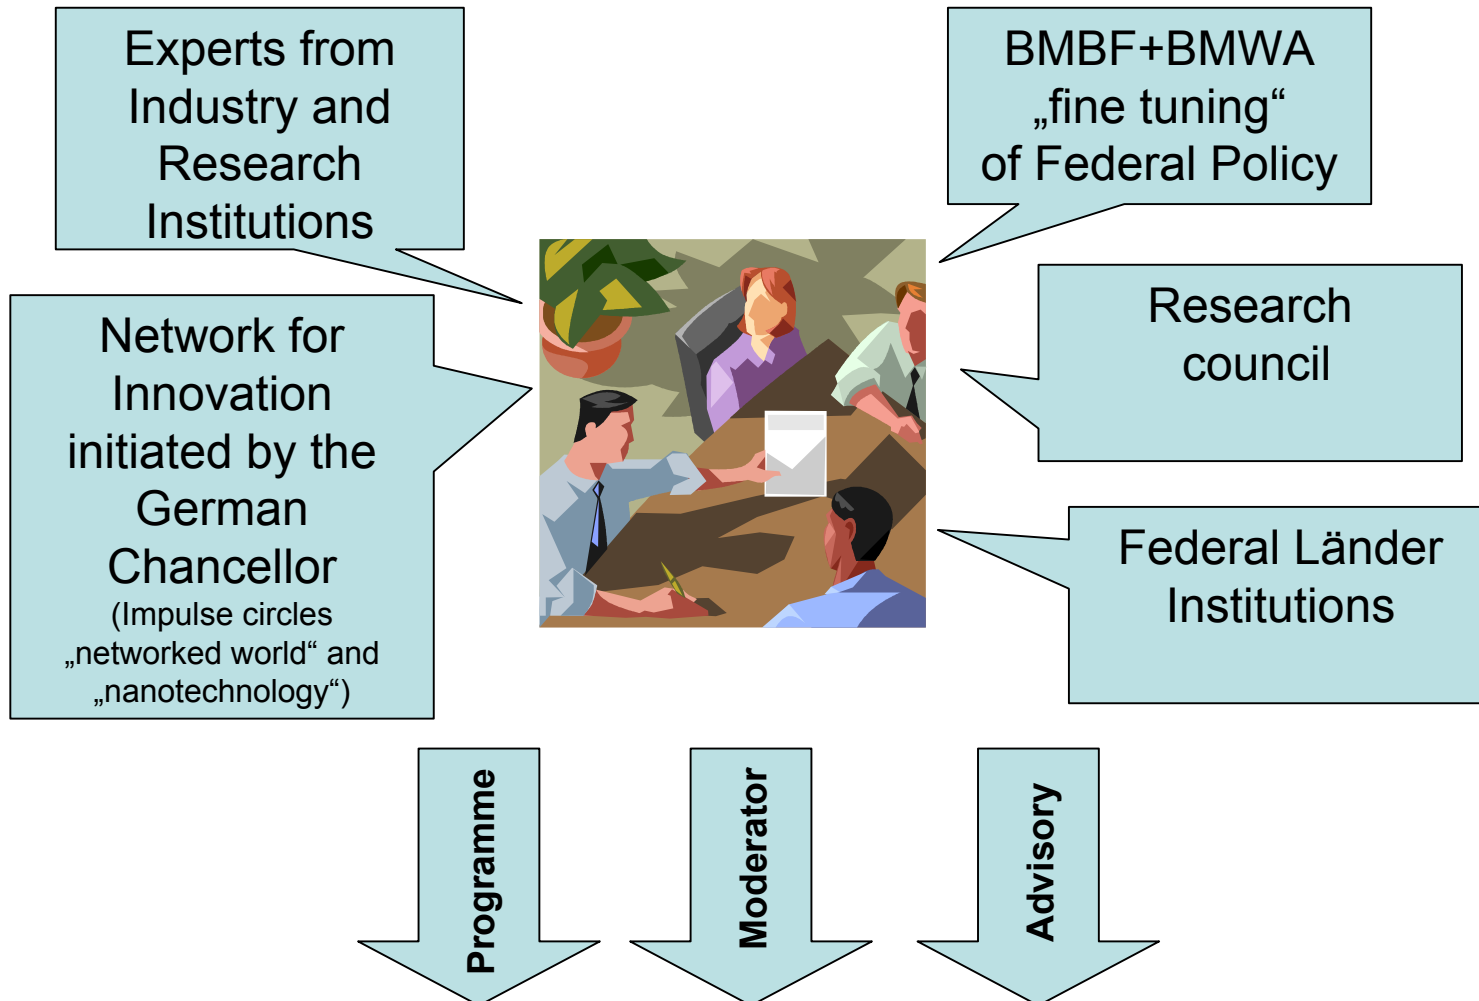 Experts from
Industry and
Research
Institutions
BMBF+BMWA
„fine tuning“
of Federal Policy
Network for
Innovation
initiated by the
German
Chancellor
(Impulse circles
„networked world“ and
„nanotechnology“)
Research
council
Federal Länder
Institutions
Programme
Moderator
Advisory